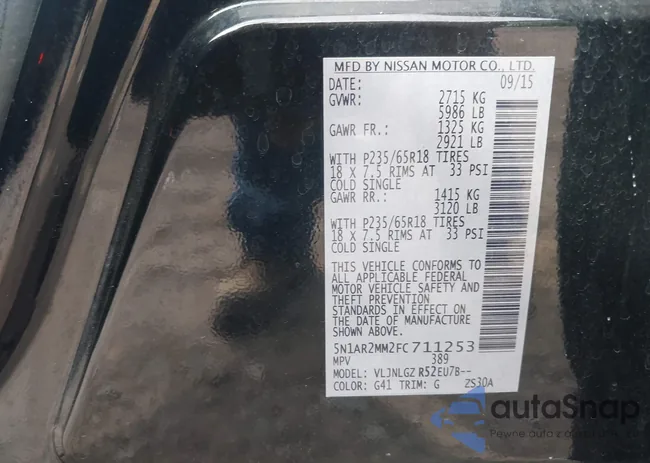 MFD BY NISSAN MOTOR CO., LTD.
DATE: 09/15
GVWR: 2715 KG
5986 LB
GAWR FR.: 1325 KG
2921 LB
WITH P235/65R18 TIRES
18 X 7.5 RIMS AT 33 PSI
COLD SINGLE
GAWR RR.: 1415 KG
3120 LB
WITH P235/65R18 TIRES
18 X 7.5 RIMS AT 33 PSI
COLD SINGLE
THIS VEHICLE CONFORMS TO
ALL APPLICABLE FEDERAL
MOTOR VEHICLE SAFETY AND
THEFT PREVENTION
STANDARDS IN EFFECT ON
THE DATE OF MANUFACTURE
SHOWN ABOVE.
5N1AR2MM2FC711253
MPV 389
MODEL: VLJNLGZ R52EU7B--
COLOR: G41 TRIM: G ZS30A
autoSnap
Pewne auto z